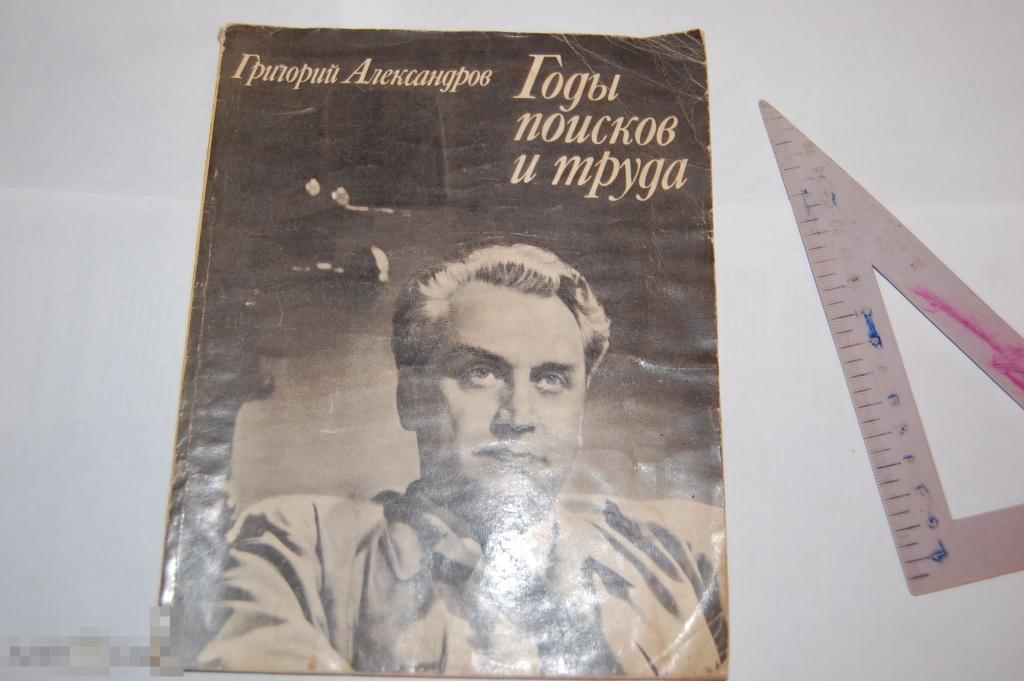 Григорий Александров
Годы
поисков
и труда